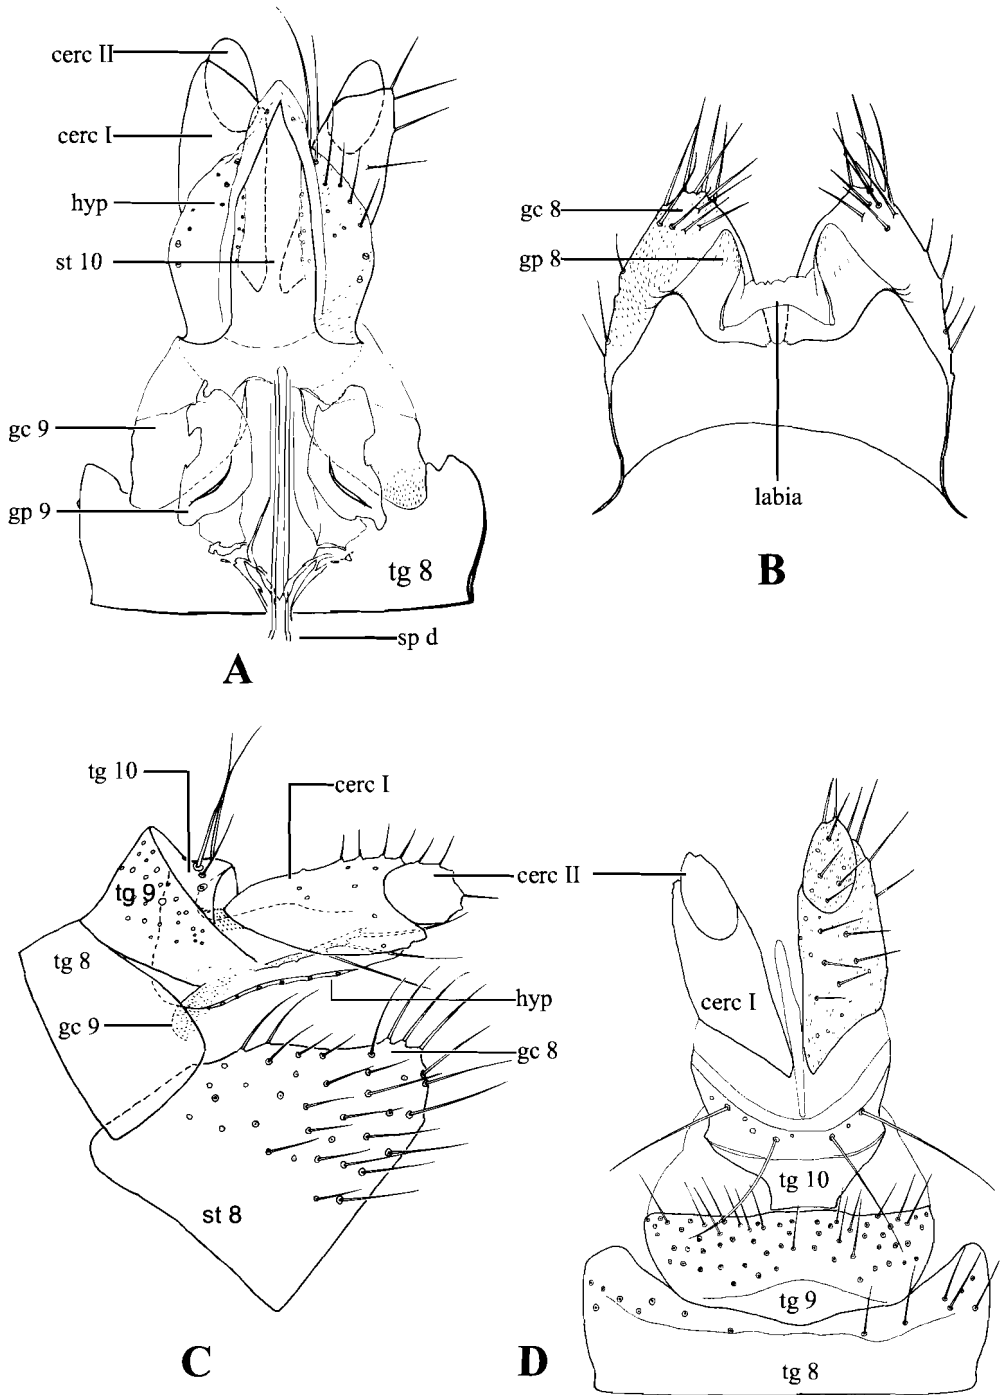 cerc II
cerc I
hyp
st 10
gc 9
gp 9
tg 8
sp d
A
gc 8
gp 8
labia
B
tg 10
cerc I
tg 9
cerc II
tg 8
hyp
gc 9
gc 8
st 8
C
cerc I
tg 10
tg 9
tg 8
D